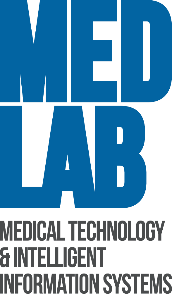 MED
LAB
MEDICAL TECHNOLOGY
& INTELLIGENT
INFORMATION SYSTEMS